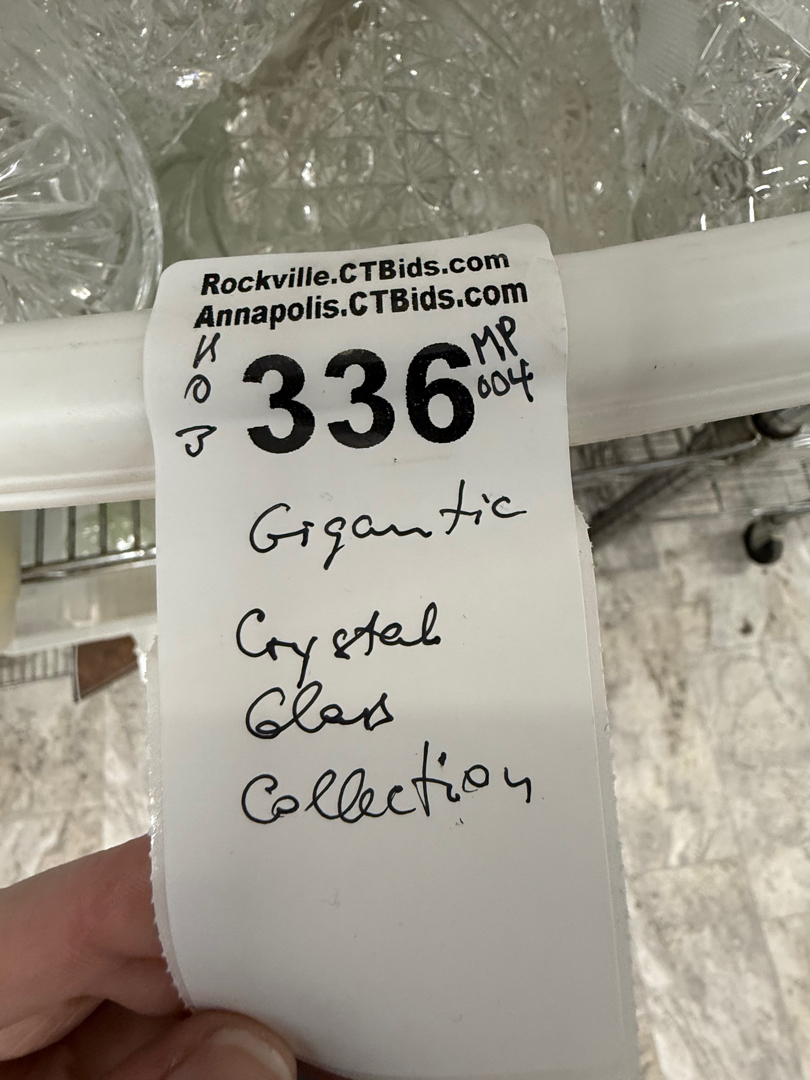 Rockville.CTBids.com
Annapolis.CTBids.com
336
MP
004
Gigantic
Crystal
Glass
Collection